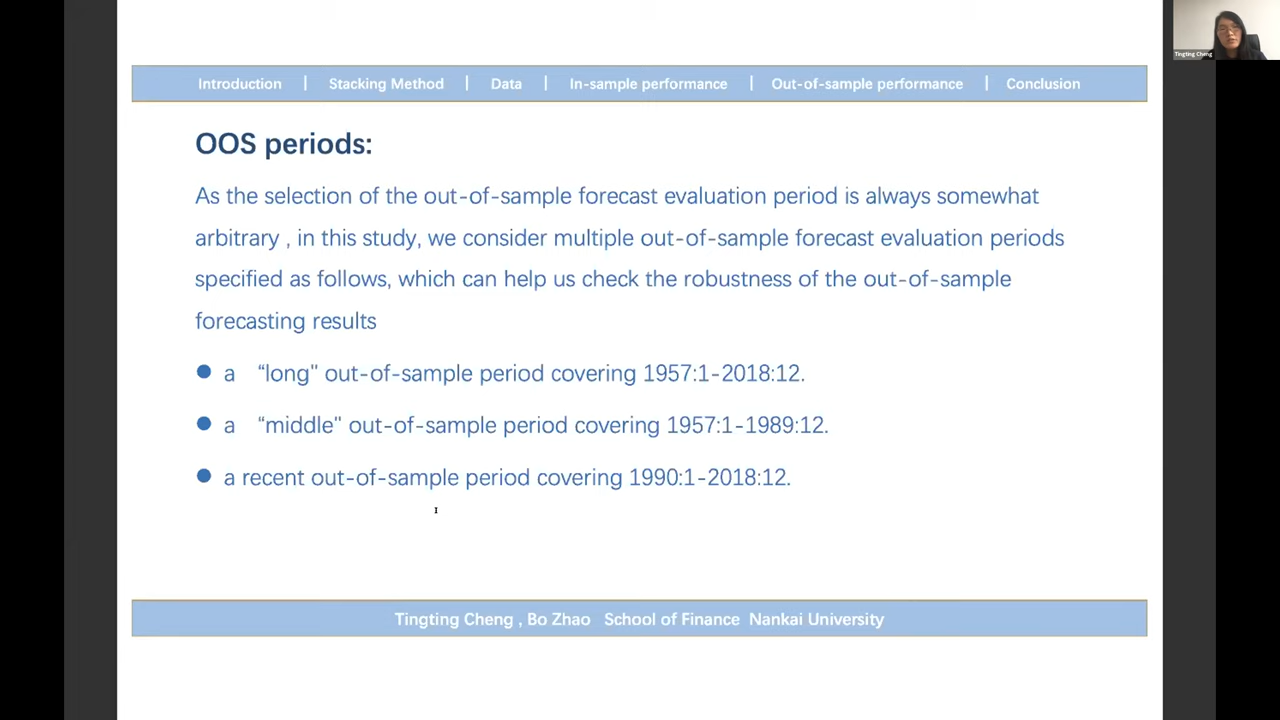 Tingting Cheng
Introduction | Stacking Method | Data | In-sample performance | Out-of-sample performance | Conclusion
OOS periods:
As the selection of the out-of-sample forecast evaluation period is always somewhat
arbitrary , in this study, we consider multiple out-of-sample forecast evaluation periods
specified as follows, which can help us check the robustness of the out-of-sample
forecasting results
● a “long" out-of-sample period covering 1957:1-2018:12.
● a “middle" out-of-sample period covering 1957:1-1989:12.
● a recent out-of-sample period covering 1990:1-2018:12.
Tingting Cheng , Bo Zhao School of Finance Nankai University